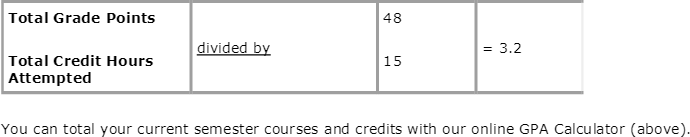 Total Grade Points
48
divided by
= 3.2
Total Credit Hours
Attempted
15
You can total your current semester courses and credits with our online GPA Calculator (above).